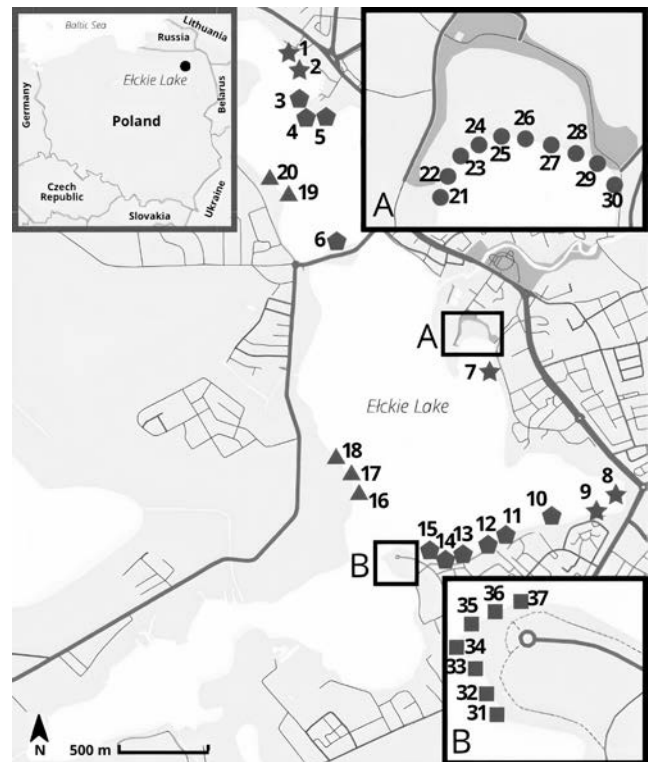 Baltic Sea
Lithuania
Russia
Ełckie Lake
Germany
Poland
Belarus
Czech
Republic
Slovakia
Ukraine
1
2
3
4
5
20
19
6
24
25
26
27
28
23
22
29
21
30
A
A
7
Ełckie Lake
18
17
16
8
9
10
11
12
13
14
15
B
36
37
35
34
33
32
31
B
N
500 m